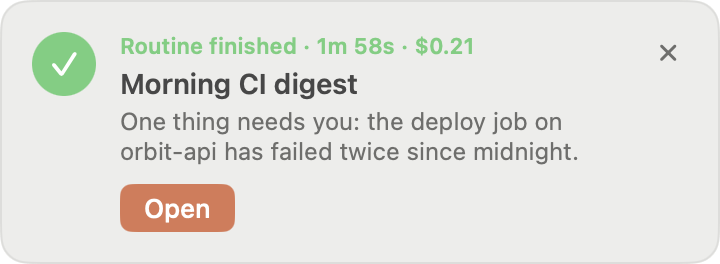 Routine finished · 1m 58s · $0.21
Morning CI digest
One thing needs you: the deploy job on
orbit-api has failed twice since midnight.
Open